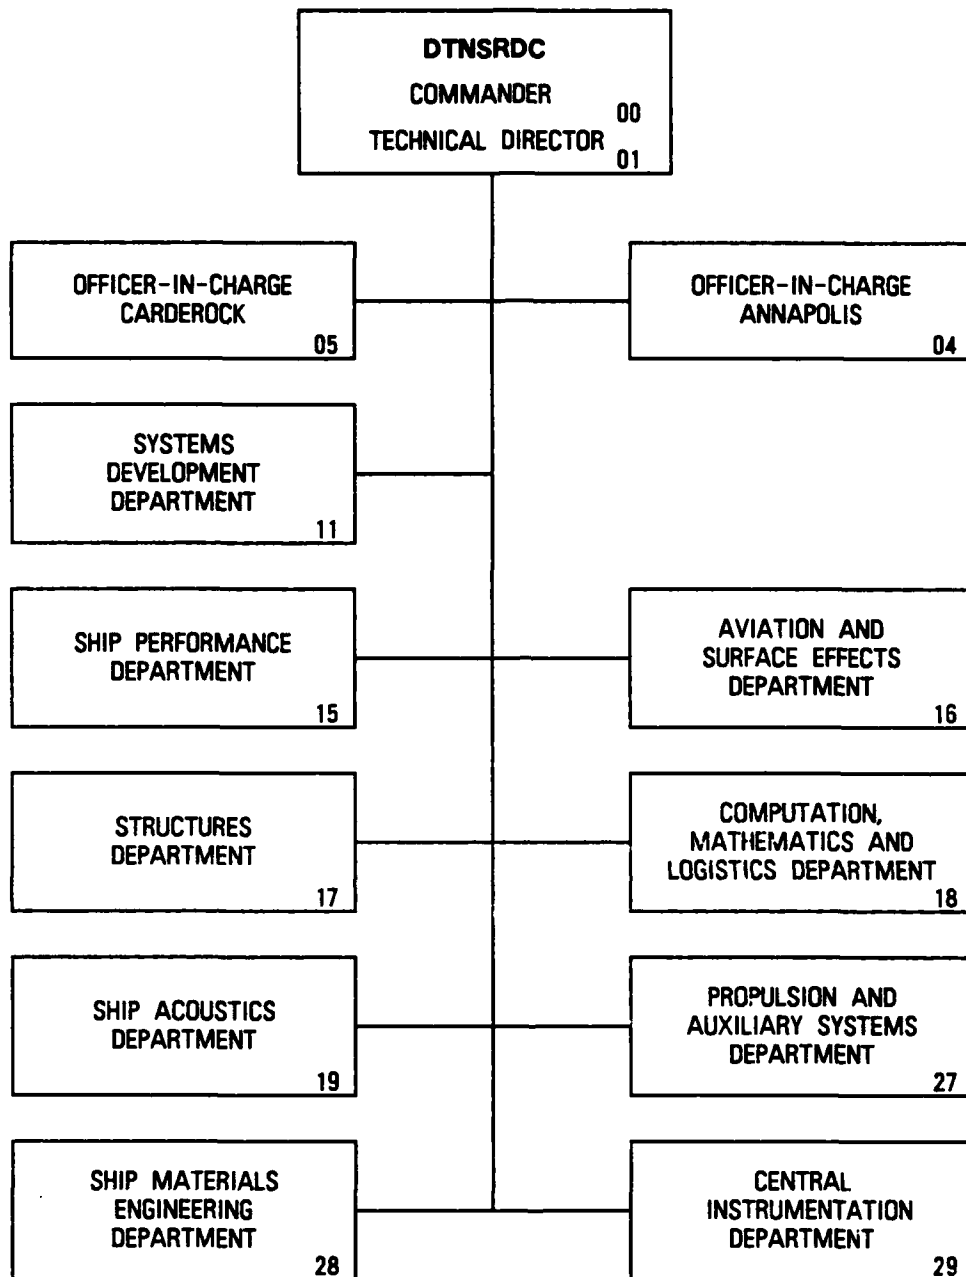 DTNSRDC
COMMANDER
00
TECHNICAL DIRECTOR
01
OFFICER-IN-CHARGE
CARDEROCK
05
OFFICER-IN-CHARGE
ANNAPOLIS
04
SYSTEMS
DEVELOPMENT
DEPARTMENT
11
SHIP PERFORMANCE
DEPARTMENT
15
AVIATION AND
SURFACE EFFECTS
DEPARTMENT
16
STRUCTURES
DEPARTMENT
17
COMPUTATION,
MATHEMATICS AND
LOGISTICS DEPARTMENT
18
SHIP ACOUSTICS
DEPARTMENT
19
PROPULSION AND
AUXILIARY SYSTEMS
DEPARTMENT
27
SHIP MATERIALS
ENGINEERING
DEPARTMENT
28
CENTRAL
INSTRUMENTATION
DEPARTMENT
29